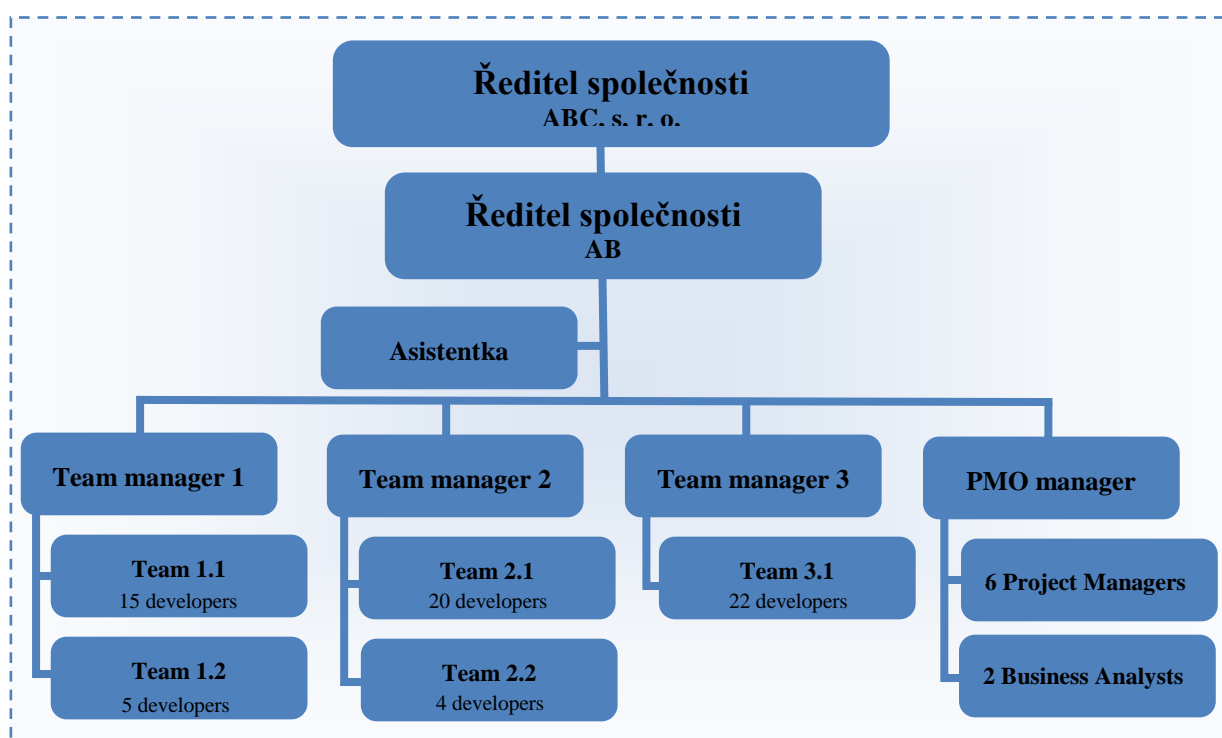 Ředitel společnosti
ABC, s. r. o.
Ředitel společnosti
AB
Asistentka
Team manager 1
Team manager 2
Team manager 3
PMO manager
Team 1.1
15 developers
Team 2.1
20 developers
Team 3.1
22 developers
6 Project Managers
Team 1.2
5 developers
Team 2.2
4 developers
2 Business Analysts